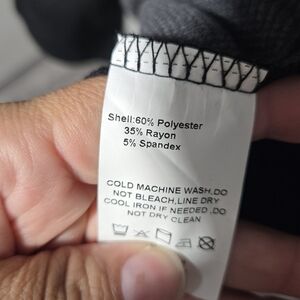 Shell:60% Polyester
35% Rayon
5% Spandex
COLD MACHINE WASH.DO
NOT BLEACH,LINE DRY
COOL IRON IF NEEDED.DO
NOT DRY CLEAN